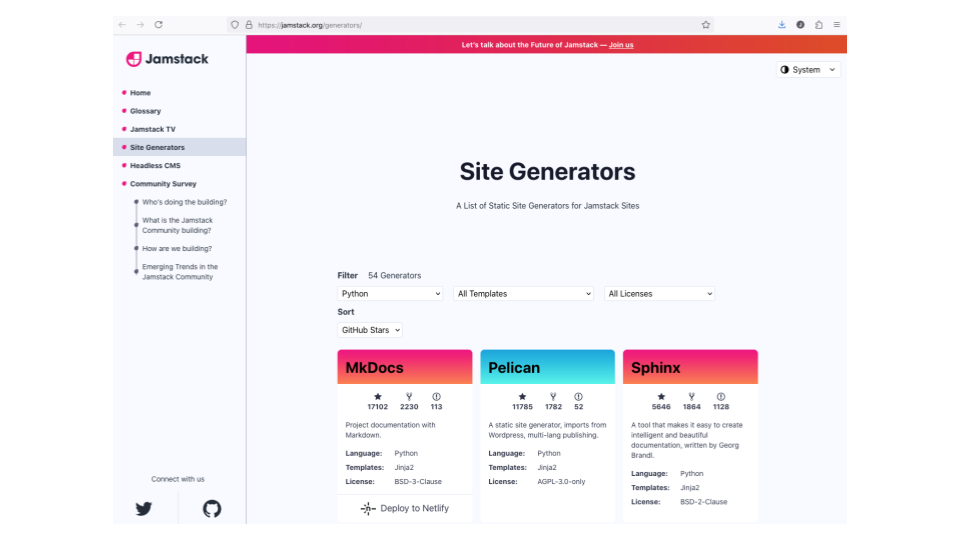 https://jamstack.org/generators/
Let's talk about the Future of Jamstack — Join us
Jamstack
System
Home
Glossary
Jamstack TV
Site Generators
Headless CMS
Community Survey
Who's doing the building?
What is the Jamstack
Community building?
How are we building?
Emerging Trends in the
Jamstack Community
Connect with us
Site Generators
A List of Static Site Generators for Jamstack Sites
Filter 54 Generators
Python All Templates All Licenses
Sort
GitHub Stars
MkDocs
17102 2230 113
Project documentation with
Markdown.
Language: Python
Templates: Jinja2
License: BSD-3-Clause
Deploy to Netlify
Pelican
11785 1782 52
A static site generator, imports from
Wordpress, multi-lang publishing.
Language: Python
Templates: Jinja2
License: AGPL-3.0-only
Sphinx
5646 1864 1128
A tool that makes it easy to create
intelligent and beautiful
documentation, written by Georg
Brandl.
Language: Python
Templates: Jinja2
License: BSD-2-Clause